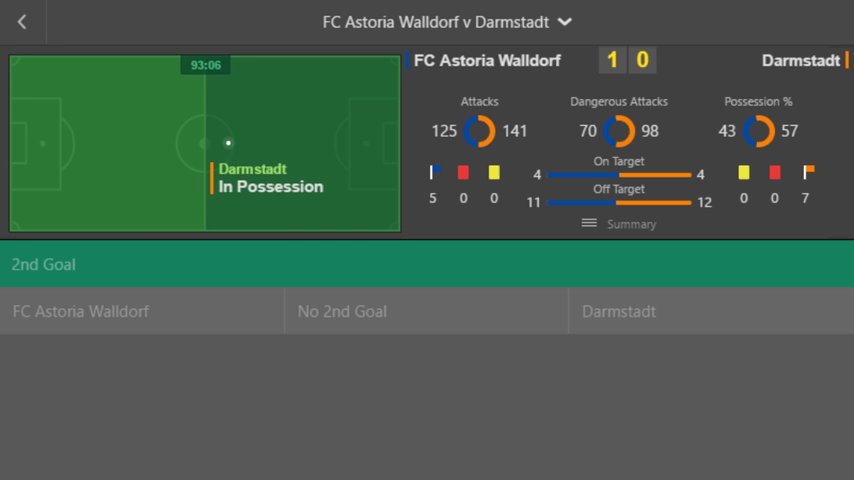 FC Astoria Walldorf v Darmstadt
93:06
Darmstadt
In Possession
FC Astoria Walldorf 1 0 Darmstadt
Attacks Dangerous Attacks Possession %
125 141 70 98 43 57
On Target
4 4
Off Target
11 12
5 0 0 0 0 7
Summary
2nd Goal
FC Astoria Walldorf No 2nd Goal Darmstadt